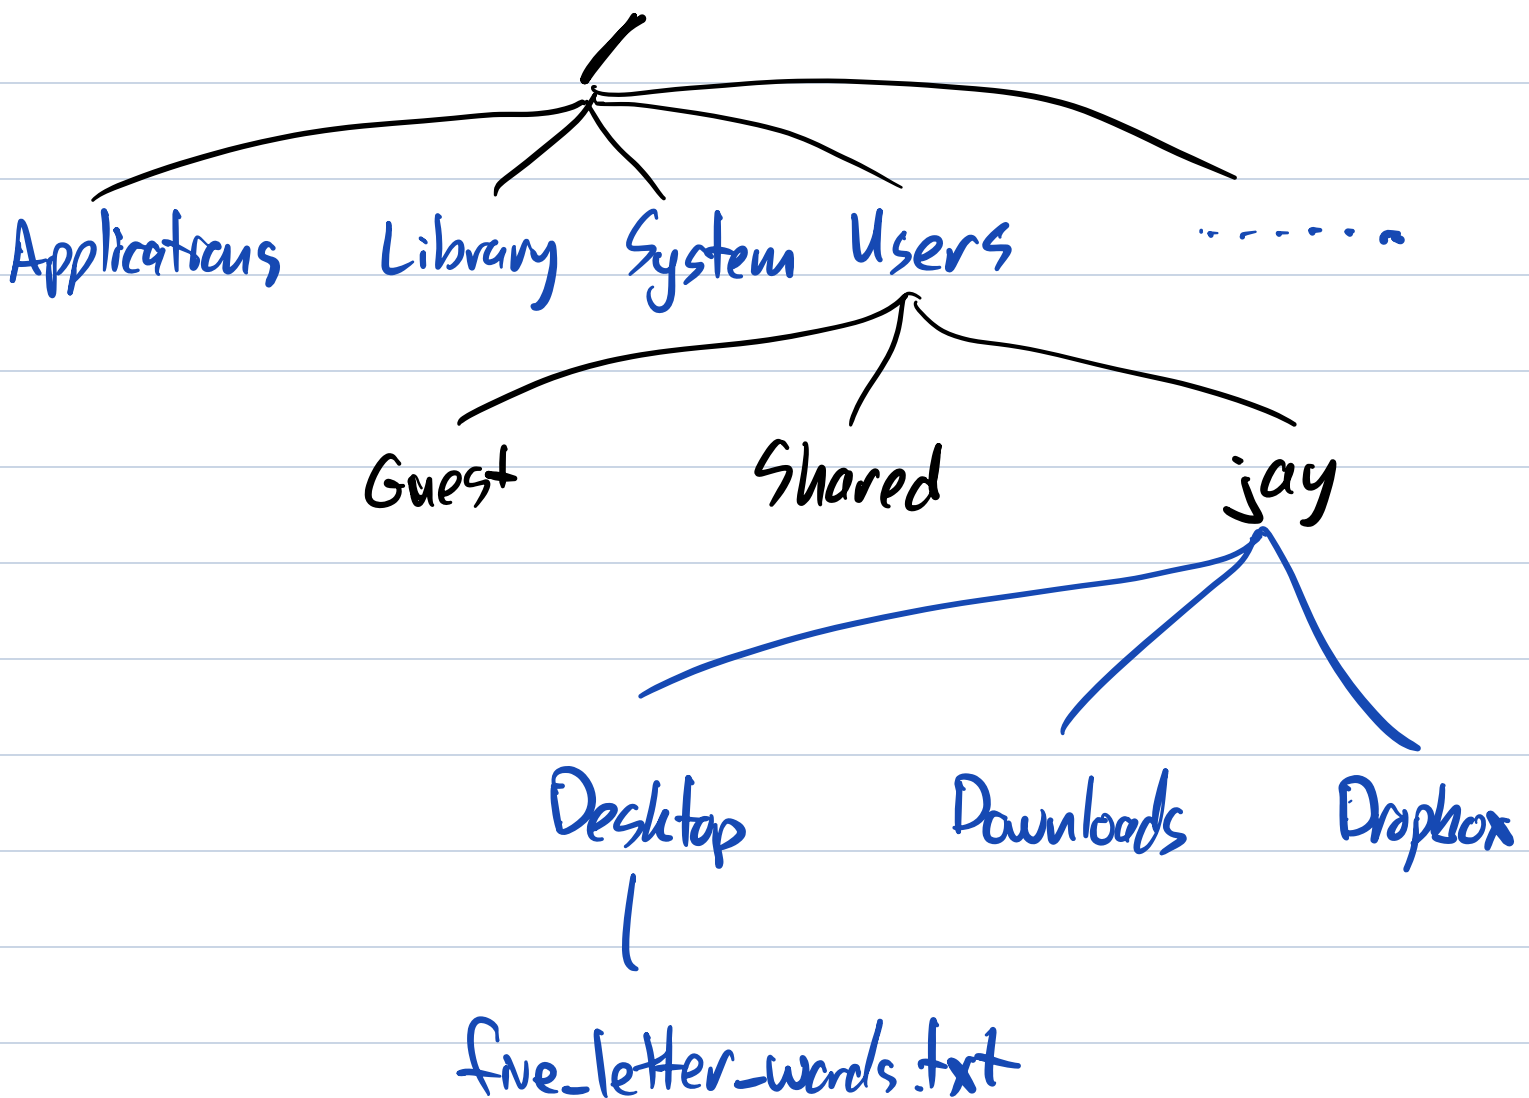 /
Applications Library System Users ......
Guest Shared jay
Desktop Downloads Dropbox
five_letter_words.txt